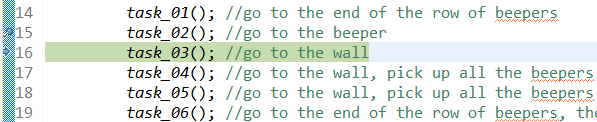 14 task_01(); //go to the end of the row of beepers
15 task_02(); //go to the beeper
16 task_03(); //go to the wall
17 task_04(); //go to the wall, pick up all the beepers
18 task_05(); //go to the wall, pick up all the beepers
19 task_06(); //go to the end of the row of beepers, the